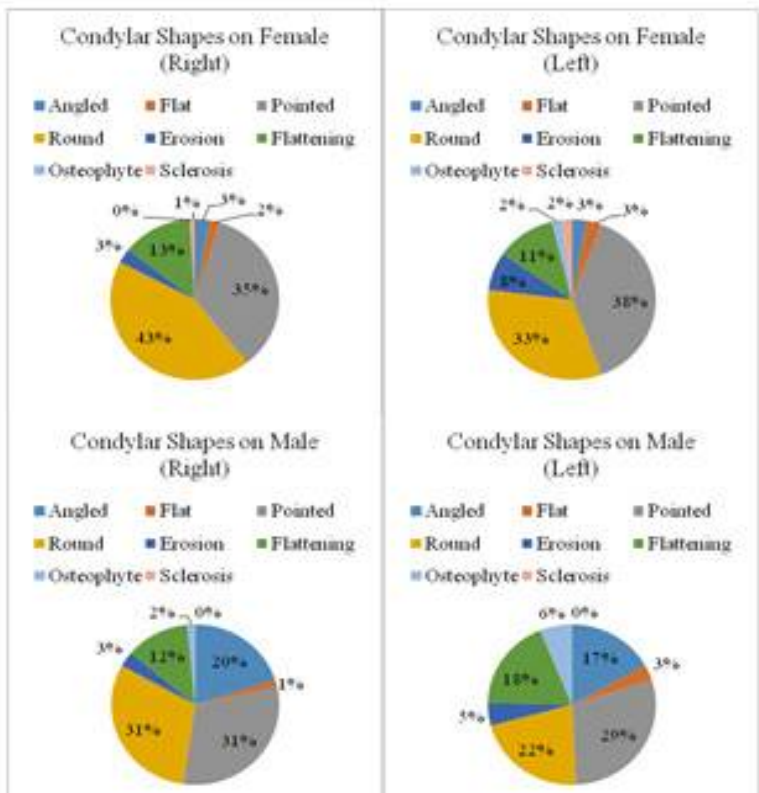 Condylar Shapes on Female
(Right)
Angled Flat Pointed
Round Erosion Flattening
Osteophyte Sclerosis
1% 3%
0% 2%
3% 13%
35%
43%
Condylar Shapes on Female
(Left)
Angled Flat Pointed
Round Erosion Flattening
Osteophyte Sclerosis
2% 2% 3% 3%
11%
8% 38%
33%
Condylar Shapes on Male
(Right)
Angled Flat Pointed
Round Erosion Flattening
Osteophyte Sclerosis
2% 0%
3% 12% 20%
1%
31% 31%
Condylar Shapes on Male
(Left)
Angled Flat Pointed
Round Erosion Flattening
Osteophyte Sclerosis
6% 0%
17% 3%
18%
5% 29%
22%